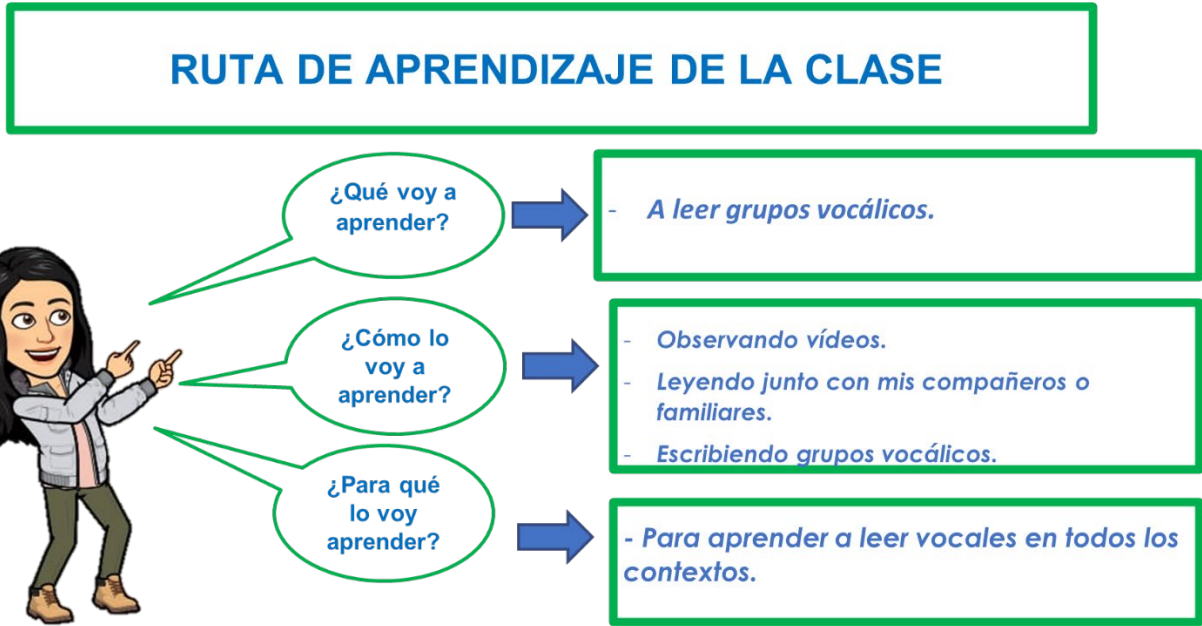 RUTA DE APRENDIZAJE DE LA CLASE
¿Qué voy a
aprender?
- A leer grupos vocálicos.
¿Cómo lo
voy a
aprender?
- Observando vídeos.
- Leyendo junto con mis compañeros o
familiares.
- Escribiendo grupos vocálicos.
¿Para qué
lo voy
aprender?
- Para aprender a leer vocales en todos los
contextos.